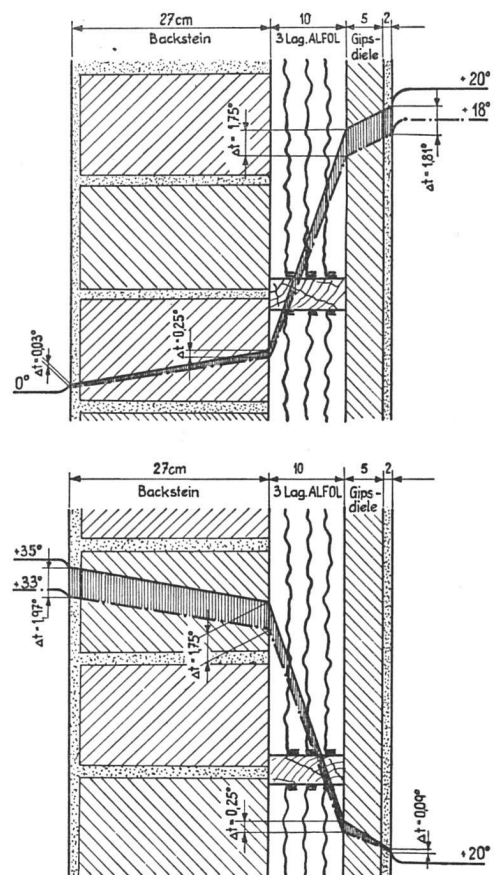 27cm 10 5 2
Backstein 3 Lag. ALFOL Gips-
diele
+20°
+18°
Δt = 1,75°
Δt = 1,81°
Δt = 0,25°
Δt = 0,03°
0°
27cm 10 5 2
Backstein 3 Lag. ALFOL Gips-
diele
+35°
+33°
Δt = 1,97°
Δt = 1,75°
Δt = 0,25°
Δt = 0,09°
+20°